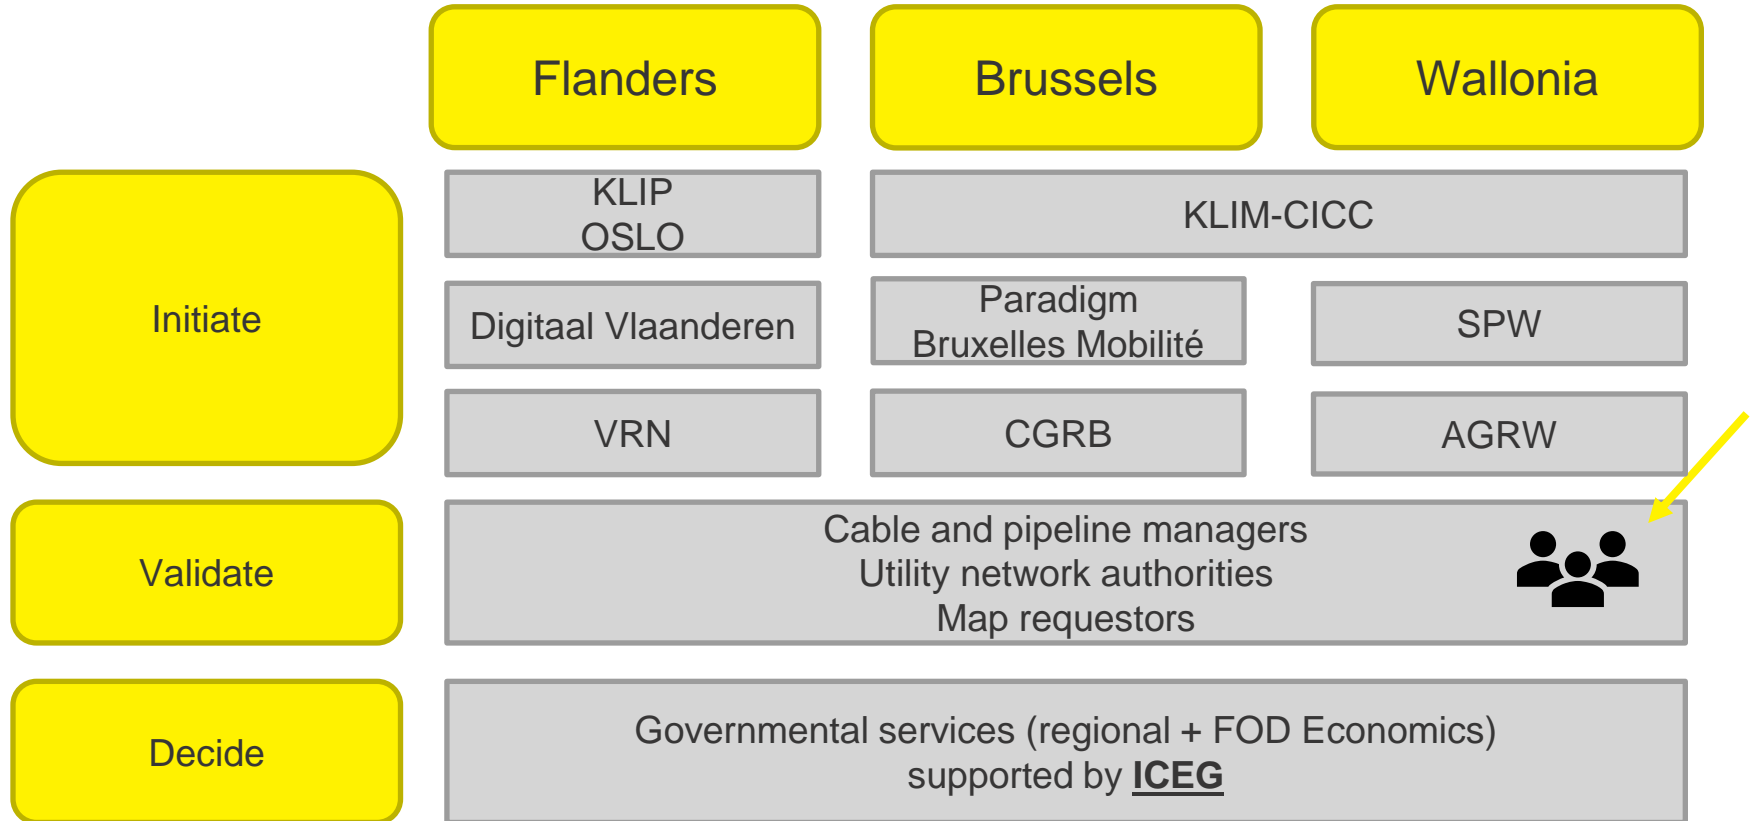 Flanders
Brussels
Wallonia
Initiate
KLIP
OSLO
KLIM-CICC
Digitaal Vlaanderen
Paradigm
Bruxelles Mobilité
SPW
VRN
CGRB
AGRW
Validate
Cable and pipeline managers
Utility network authorities
Map requestors
Decide
Governmental services (regional + FOD Economics)
supported by ICEG